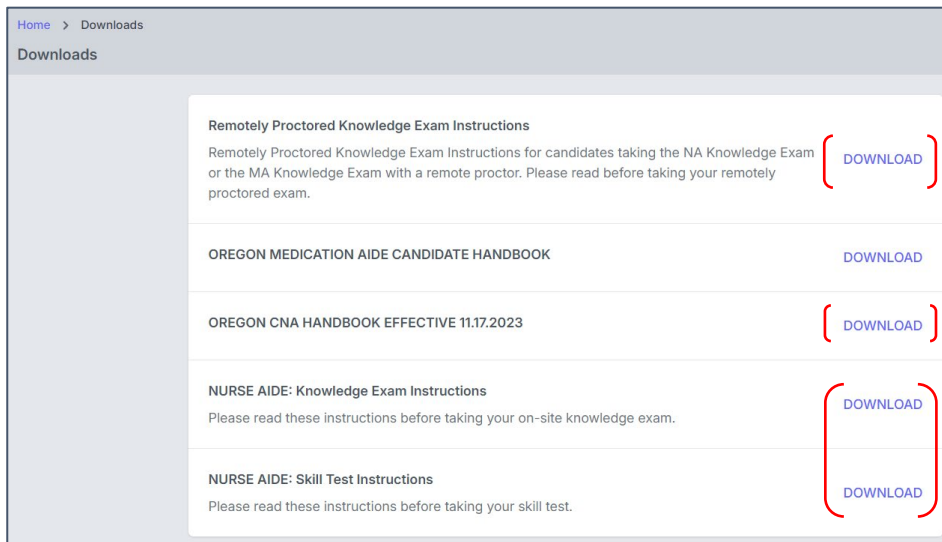 Home > Downloads
Downloads
Remotely Proctored Knowledge Exam Instructions
Remotely Proctored Knowledge Exam Instructions for candidates taking the NA Knowledge Exam
or the MA Knowledge Exam with a remote proctor. Please read before taking your remotely
proctored exam.
DOWNLOAD
OREGON MEDICATION AIDE CANDIDATE HANDBOOK
DOWNLOAD
OREGON CNA HANDBOOK EFFECTIVE 11.17.2023
DOWNLOAD
NURSE AIDE: Knowledge Exam Instructions
Please read these instructions before taking your on-site knowledge exam.
DOWNLOAD
NURSE AIDE: Skill Test Instructions
Please read these instructions before taking your skill test.
DOWNLOAD